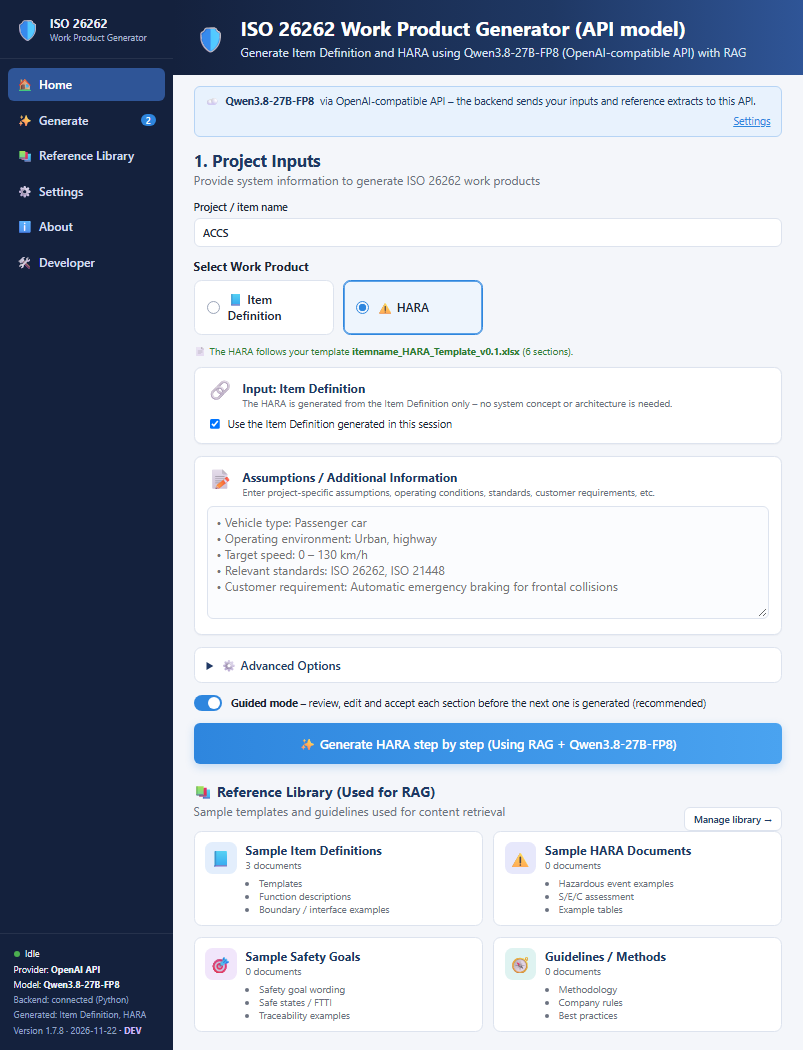 ISO 26262
Work Product Generator
Home
Generate 2
Reference Library
Settings
About
Developer
Idle
Provider: OpenAI API
Model: Qwen3.8-27B-FP8
Backend: connected (Python)
Generated: Item Definition, HARA
Version 1.7.8 · 2026-11-22 · DEV
ISO 26262 Work Product Generator (API model)
Generate Item Definition and HARA using Qwen3.8-27B-FP8 (OpenAI-compatible API) with RAG
Qwen3.8-27B-FP8 via OpenAI-compatible API – the backend sends your inputs and reference extracts to this API.
Settings
1. Project Inputs
Provide system information to generate ISO 26262 work products
Project / item name
ACCS
Select Work Product
Item
Definition
HARA
The HARA follows your template itemname_HARA_Template_v0.1.xlsx (6 sections).
Input: Item Definition
The HARA is generated from the Item Definition only – no system concept or architecture is needed.
Use the Item Definition generated in this session
Assumptions / Additional Information
Enter project-specific assumptions, operating conditions, standards, customer requirements, etc.
• Vehicle type: Passenger car
• Operating environment: Urban, highway
• Target speed: 0 – 130 km/h
• Relevant standards: ISO 26262, ISO 21448
• Customer requirement: Automatic emergency braking for frontal collisions
Advanced Options
Guided mode – review, edit and accept each section before the next one is generated (recommended)
Generate HARA step by step (Using RAG + Qwen3.8-27B-FP8)
Reference Library (Used for RAG)
Sample templates and guidelines used for content retrieval
Manage library →
Sample Item Definitions
3 documents
• Templates
• Function descriptions
• Boundary / interface examples
Sample HARA Documents
0 documents
• Hazardous event examples
• S/E/C assessment
• Example tables
Sample Safety Goals
0 documents
• Safety goal wording
• Safe states / FTTI
• Traceability examples
Guidelines / Methods
0 documents
• Methodology
• Company rules
• Best practices